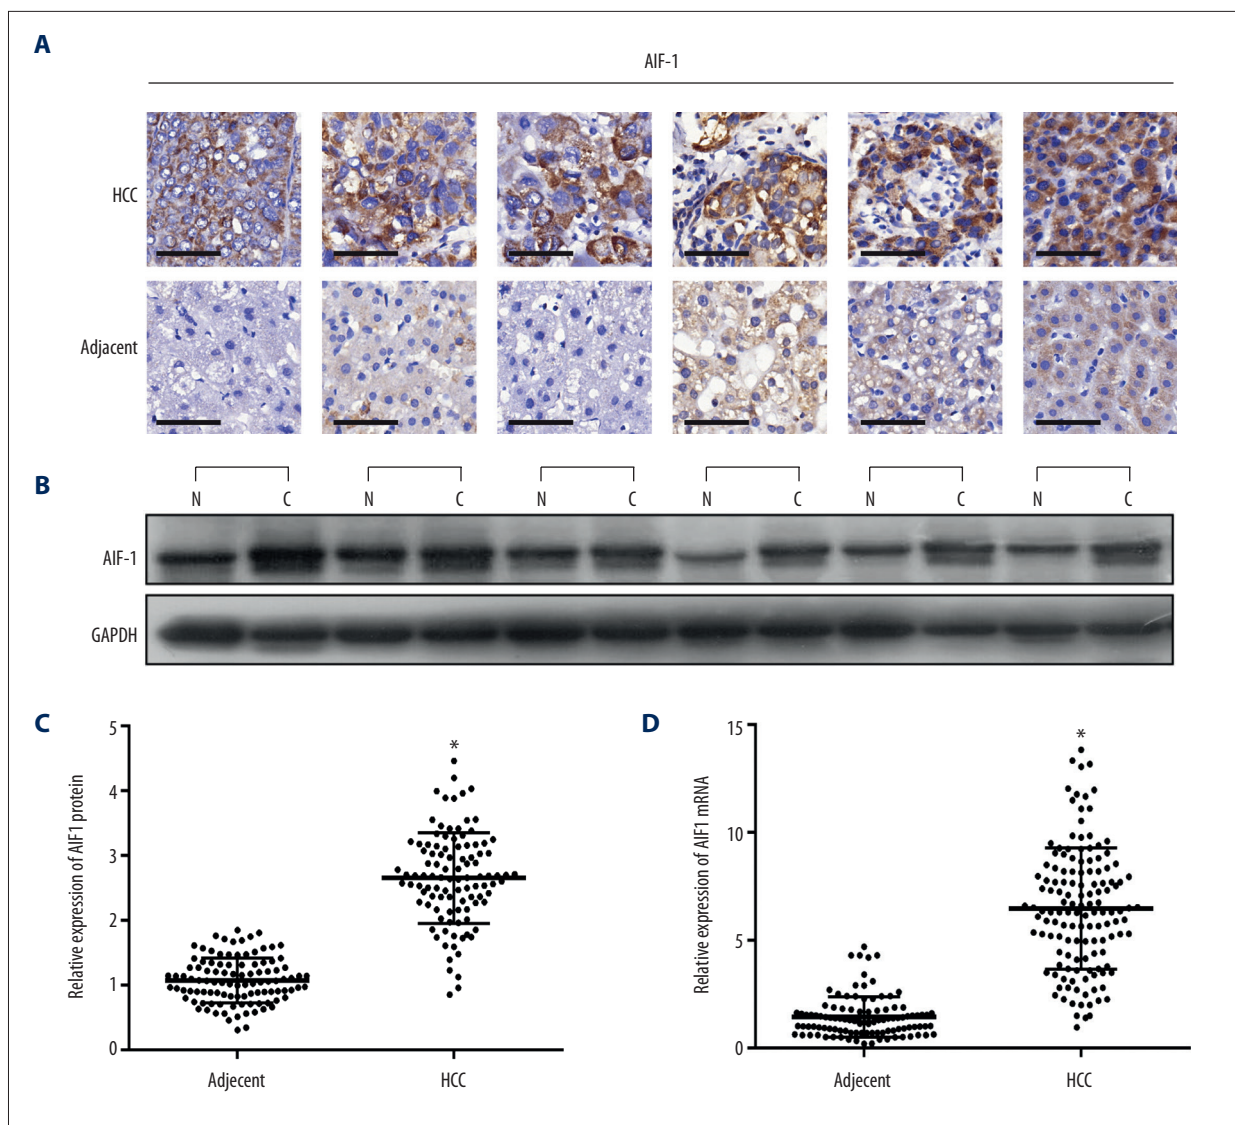 A
AIF-1
HCC
Adjacent
B
N C N C N C N C N C N C
AIF-1
GAPDH
C
Relative expression of AIF1 protein
5
4
3
2
1
0
*
Adjecent HCC
D
Relative expression of AIF1 mRNA
15
10
5
0
*
Adjecent HCC